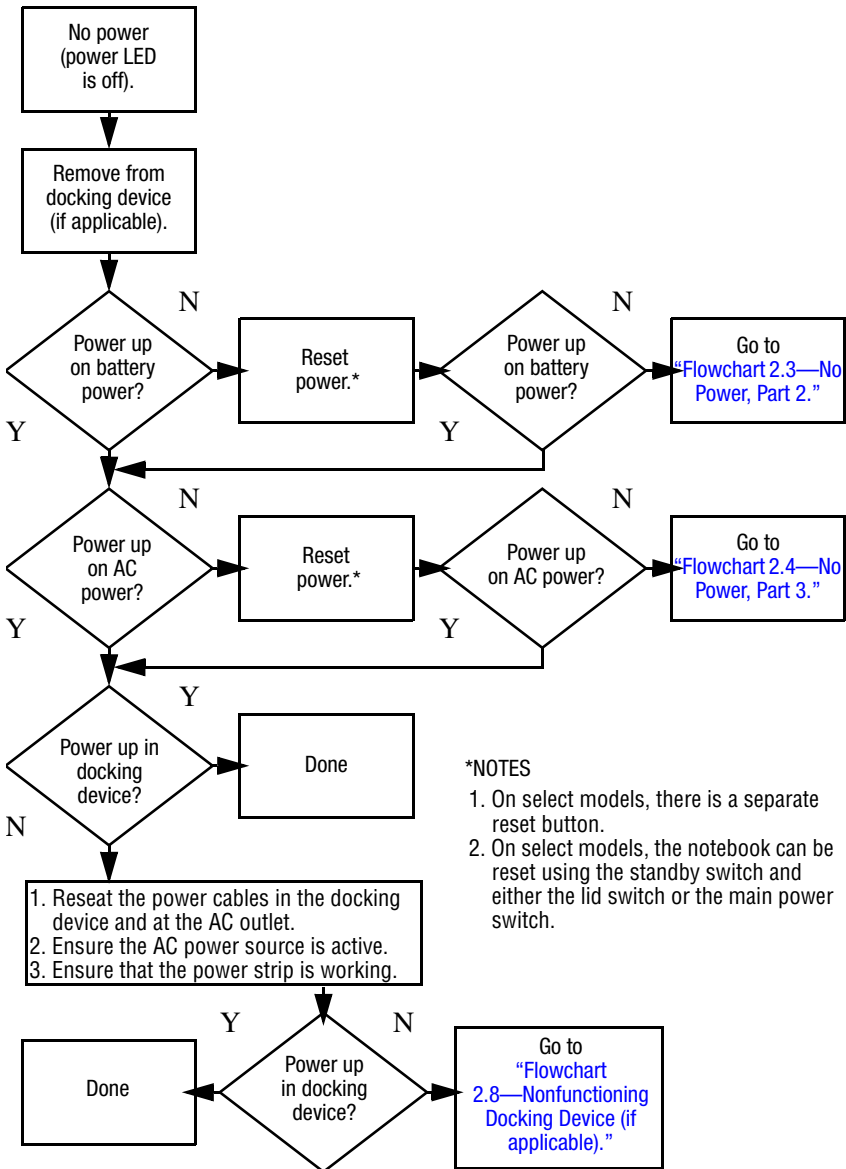 No power
(power LED
is off).
Remove from
docking device
(if applicable).
N
Power up
on battery
power?
Y
Reset
power.*
N
Power up
on battery
power?
Y
Go to
“Flowchart 2.3—No
Power, Part 2.”
N
Power up
on AC
power?
Y
Reset
power.*
N
Power up
on AC power?
Y
Go to
“Flowchart 2.4—No
Power, Part 3.”
Y
Power up in
docking
device?
N
Done
*NOTES
1. On select models, there is a separate
reset button.
2. On select models, the notebook can be
reset using the standby switch and
either the lid switch or the main power
switch.
1. Reseat the power cables in the docking
device and at the AC outlet.
2. Ensure the AC power source is active.
3. Ensure that the power strip is working.
Y
N
Done
Power up
in docking
device?
Go to
“Flowchart
2.8—Nonfunctioning
Docking Device (if
applicable).”